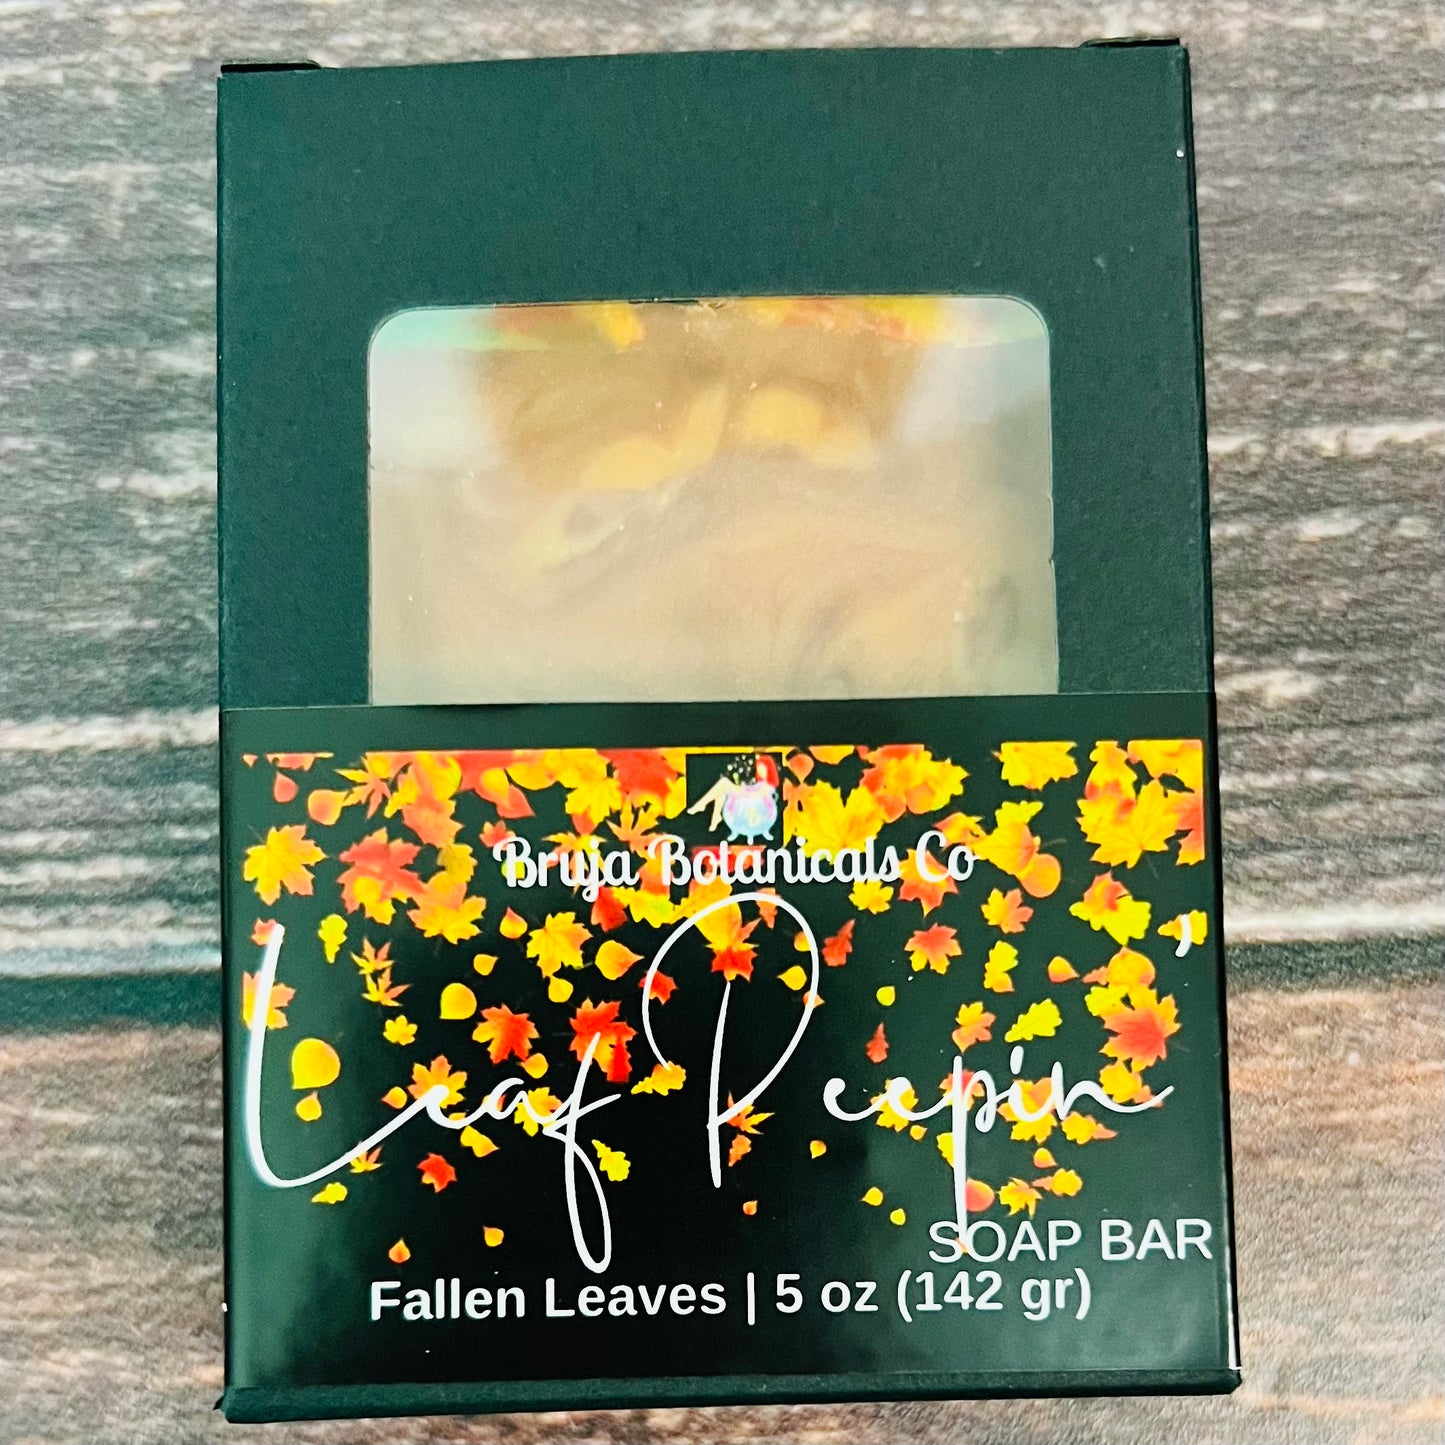 Bruja Botanicals Co
Leaf Peepin'
SOAP BAR
Fallen Leaves | 5 oz (142 gr)